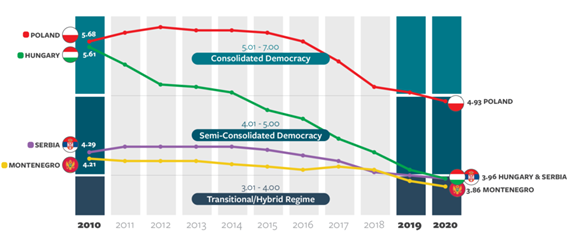 POLAND
5.68
HUNGARY
5.61
5.01 - 7.00
Consolidated Democracy
4.93 POLAND
4.01 - 5.00
Semi-Consolidated Democracy
SERBIA
4.29
MONTENEGRO
4.21
3.96 HUNGARY & SERBIA
3.86 MONTENEGRO
3.01 - 4.00
Transitional/Hybrid Regime
2010 2011 2012 2013 2014 2015 2016 2017 2018 2019 2020